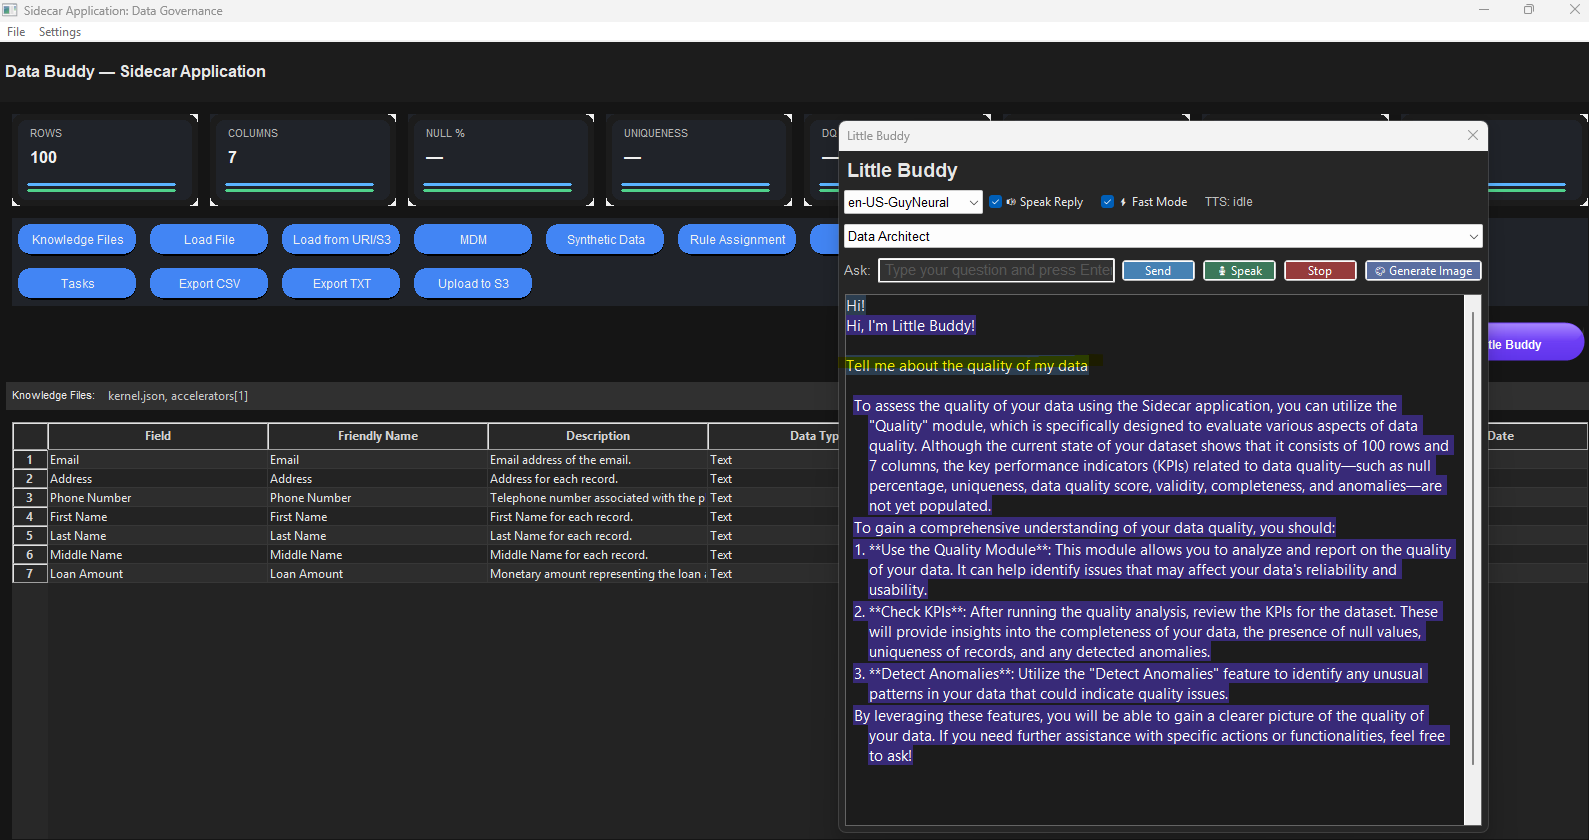 Sidecar Application: Data Governance
File Settings
Data Buddy — Sidecar Application
ROWS
100
COLUMNS
7
NULL %
—
UNIQUENESS
—
DQ
—
Knowledge Files
Load File
Load from URI/S3
MDM
Synthetic Data
Rule Assignment
Tasks
Export CSV
Export TXT
Upload to S3
tle Buddy
Knowledge Files: kernel.json, accelerators[1]
Field Friendly Name Description Data Typ Date
1 Email Email Email address of the email. Text
2 Address Address Address for each record. Text
3 Phone Number Phone Number Telephone number associated with the p Text
4 First Name First Name First Name for each record. Text
5 Last Name Last Name Last Name for each record. Text
6 Middle Name Middle Name Middle Name for each record. Text
7 Loan Amount Loan Amount Monetary amount representing the loan Text
Little Buddy
Little Buddy
en-US-GuyNeural Speak Reply Fast Mode TTS: idle
Data Architect
Ask: Type your question and press Enter Send Speak Stop Generate Image
Hi!
Hi, I'm Little Buddy!
Tell me about the quality of my data
To assess the quality of your data using the Sidecar application, you can utilize the
"Quality" module, which is specifically designed to evaluate various aspects of data
quality. Although the current state of your dataset shows that it consists of 100 rows and
7 columns, the key performance indicators (KPIs) related to data quality—such as null
percentage, uniqueness, data quality score, validity, completeness, and anomalies—are
not yet populated.
To gain a comprehensive understanding of your data quality, you should:
1. **Use the Quality Module**: This module allows you to analyze and report on the quality
of your data. It can help identify issues that may affect your data's reliability and
usability.
2. **Check KPIs**: After running the quality analysis, review the KPIs for the dataset. These
will provide insights into the completeness of your data, the presence of null values,
uniqueness of records, and any detected anomalies.
3. **Detect Anomalies**: Utilize the "Detect Anomalies" feature to identify any unusual
patterns in your data that could indicate quality issues.
By leveraging these features, you will be able to gain a clearer picture of the quality of
your data. If you need further assistance with specific actions or functionalities, feel free
to ask!